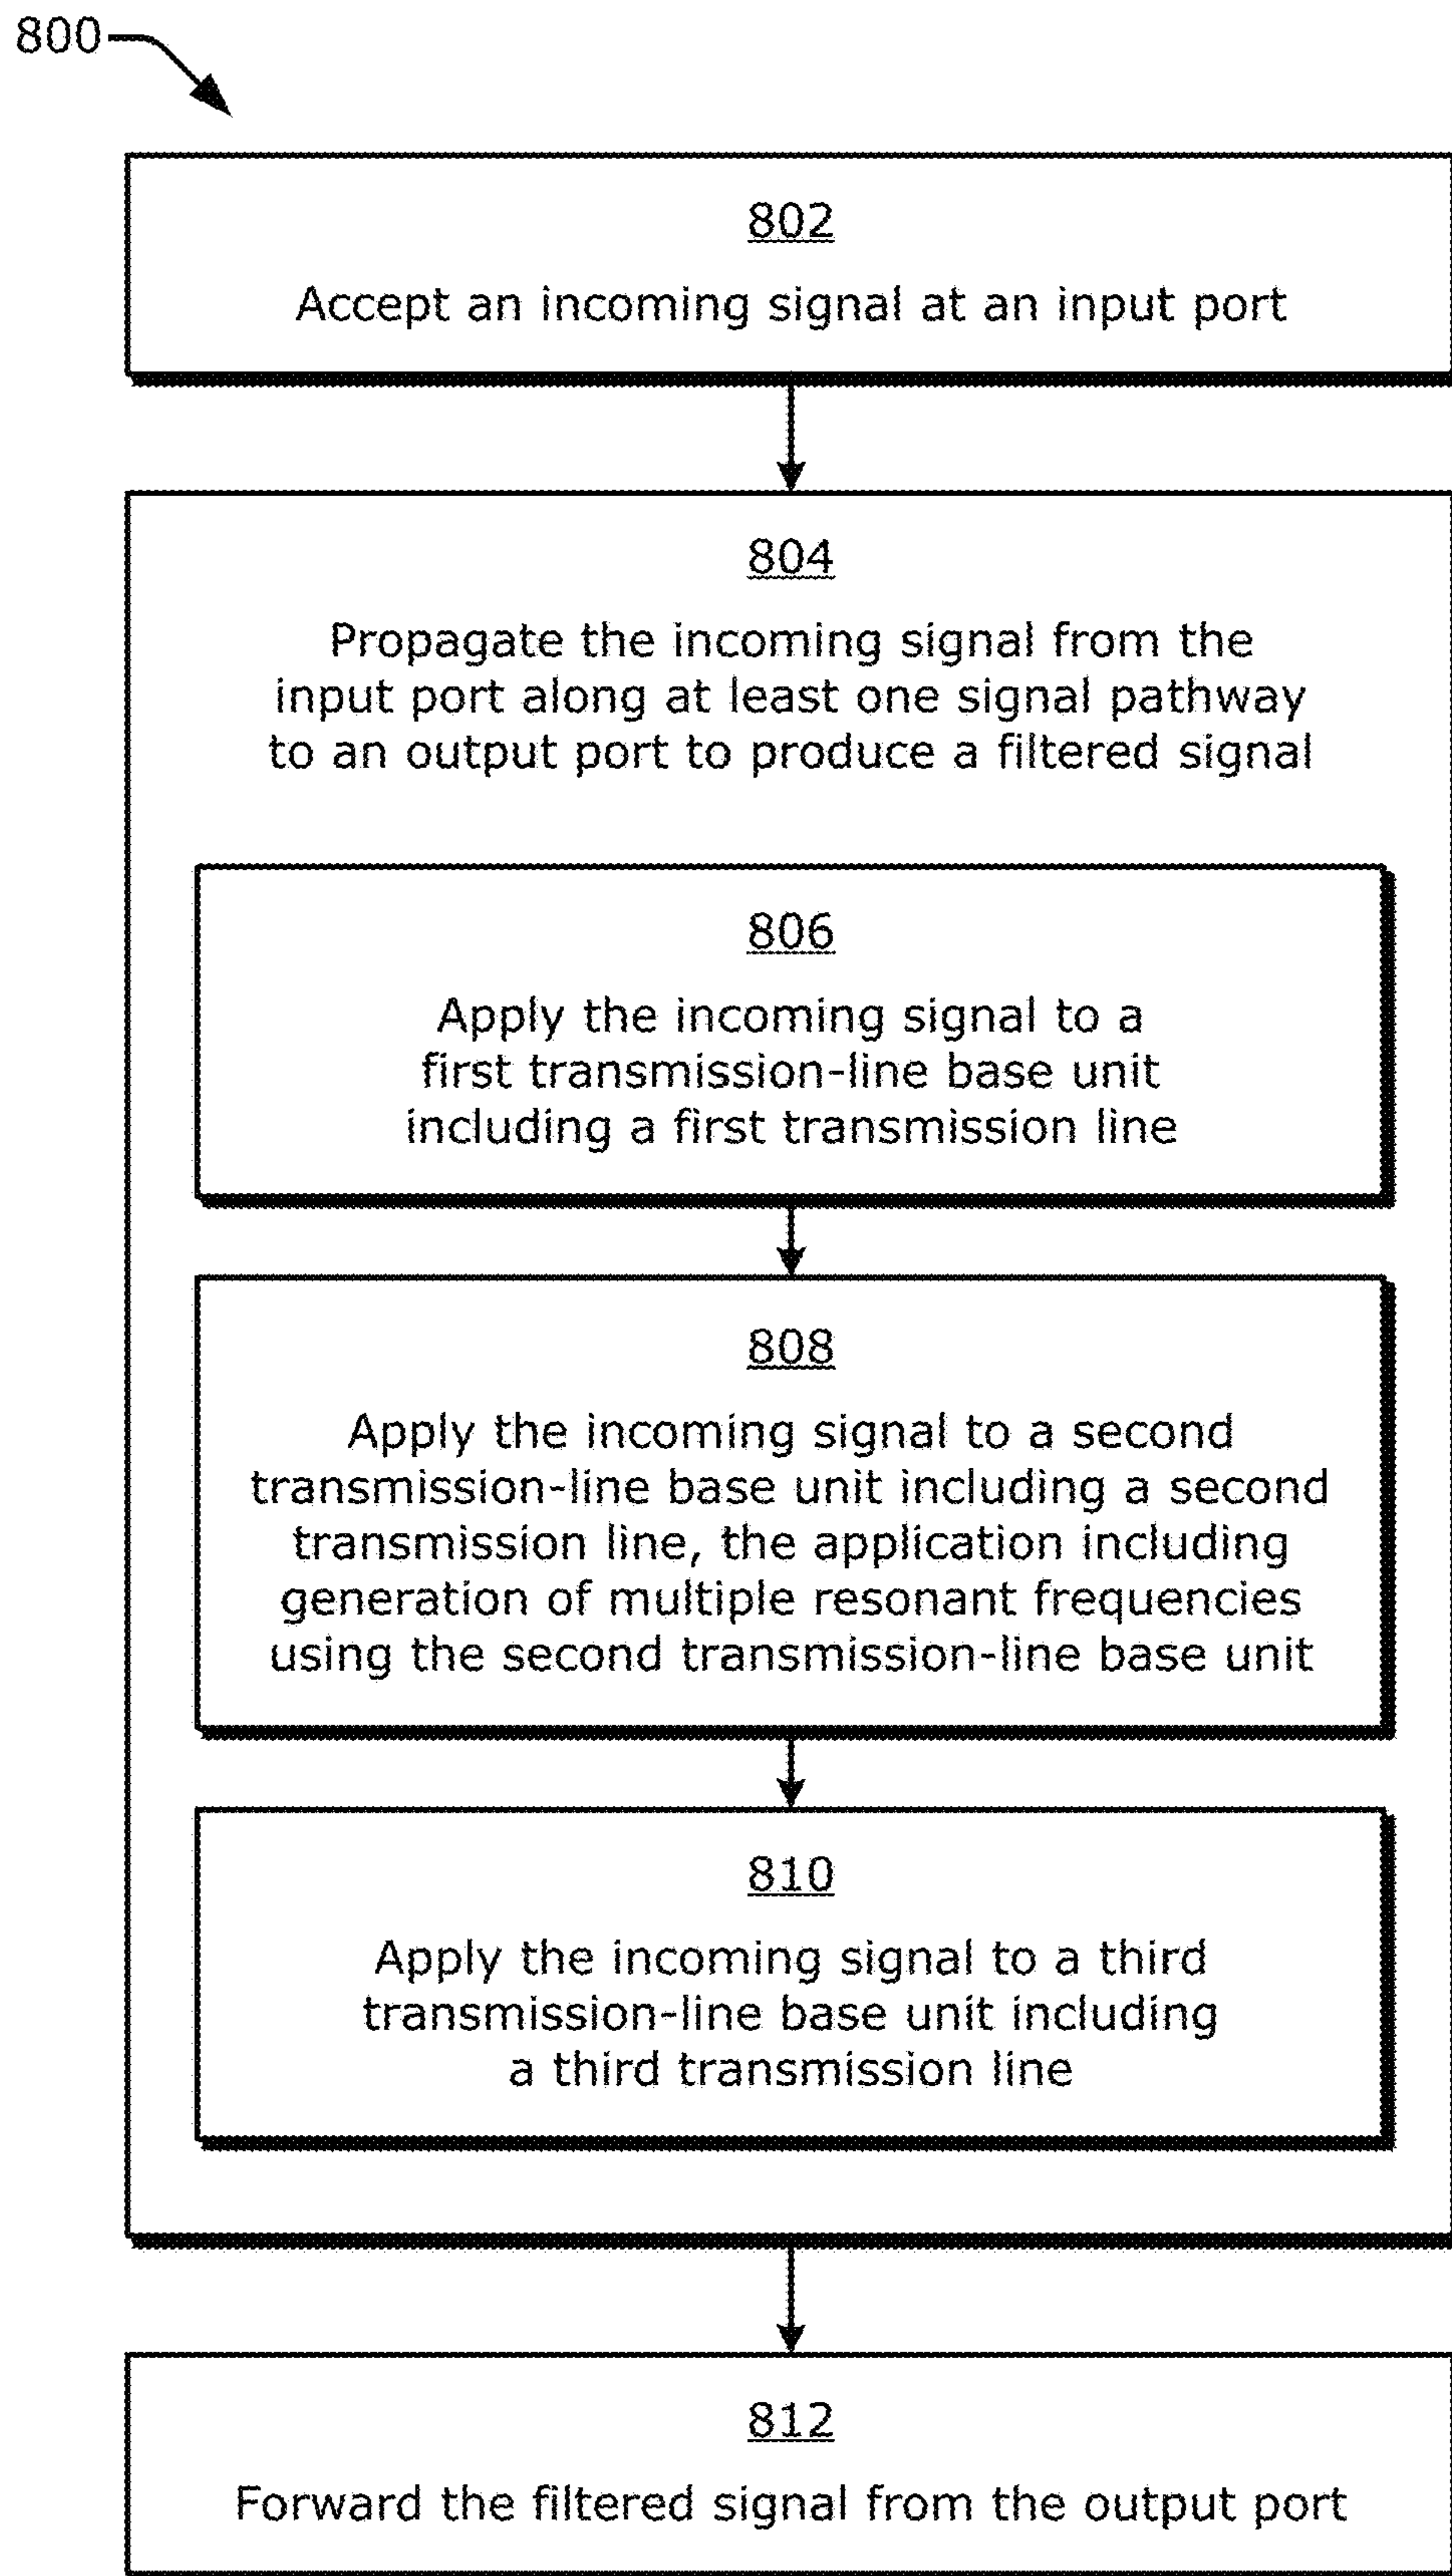 800
802
Accept an incoming signal at an input port
804
Propagate the incoming signal from the
input port along at least one signal pathway
to an output port to produce a filtered signal
806
Apply the incoming signal to a
first transmission-line base unit
including a first transmission line
808
Apply the incoming signal to a second
transmission-line base unit including a second
transmission line, the application including
generation of multiple resonant frequencies
using the second transmission-line base unit
810
Apply the incoming signal to a third
transmission-line base unit including
a third transmission line
812
Forward the filtered signal from the output port